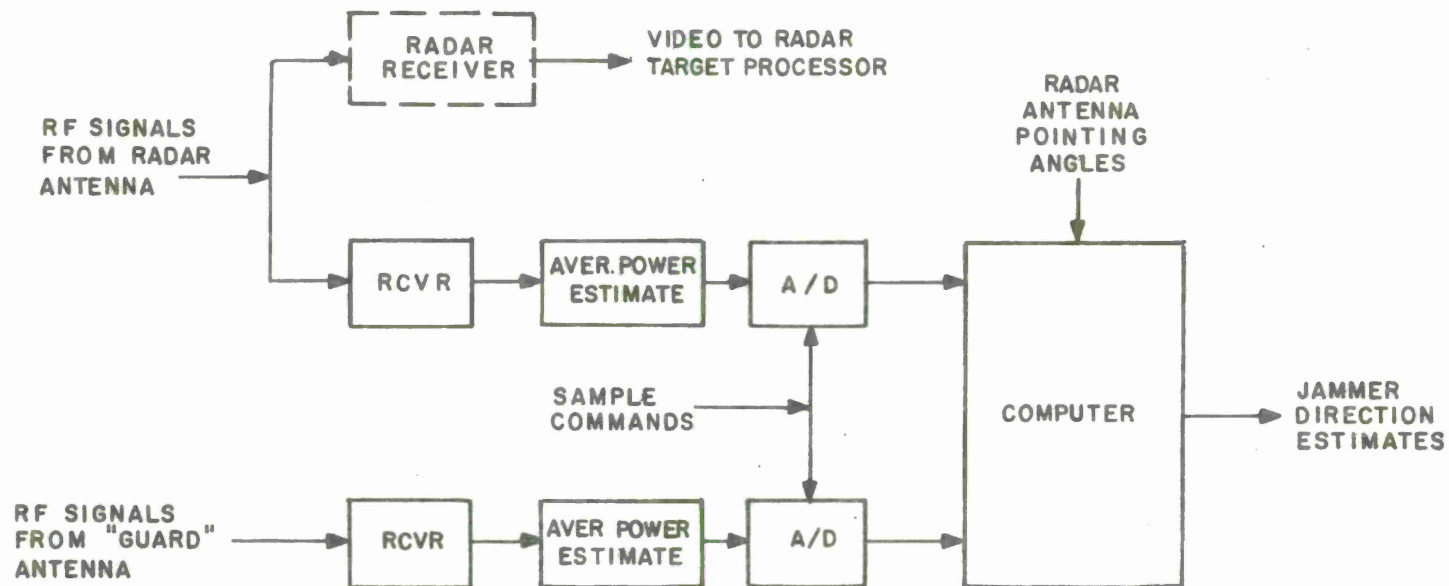 RADAR
RECEIVER
VIDEO TO RADAR
TARGET PROCESSOR
RF SIGNALS
FROM RADAR
ANTENNA
RADAR
ANTENNA
POINTING
ANGLES
RCVR
AVER. POWER
ESTIMATE
A/D
SAMPLE
COMMANDS
COMPUTER
JAMMER
DIRECTION
ESTIMATES
RF SIGNALS
FROM "GUARD"
ANTENNA
RCVR
AVER POWER
ESTIMATE
A/D